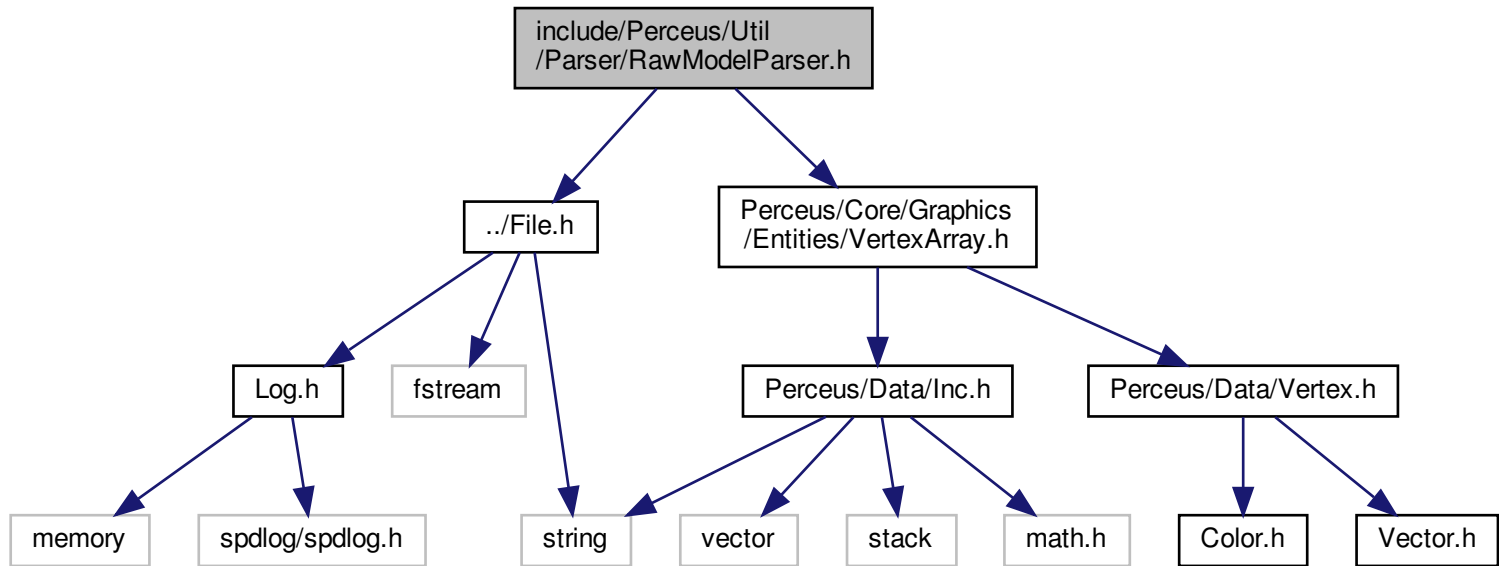 include/Perceus/Util
/Parser/RawModelParser.h
../File.h
Perceus/Core/Graphics
/Entities/VertexArray.h
Log.h
fstream
Perceus/Data/Inc.h
Perceus/Data/Vertex.h
memory
spdlog/spdlog.h
string
vector
stack
math.h
Color.h
Vector.h